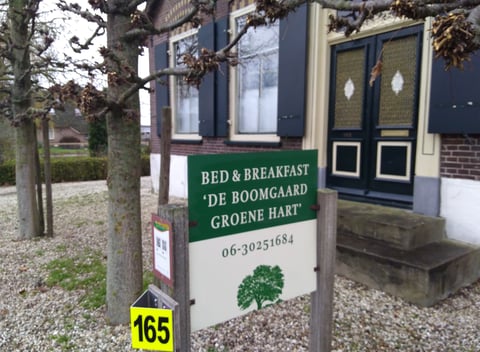 BED & BREAKFAST
'DE BOOMGAARD
GROENE HART'
06-30251684
165